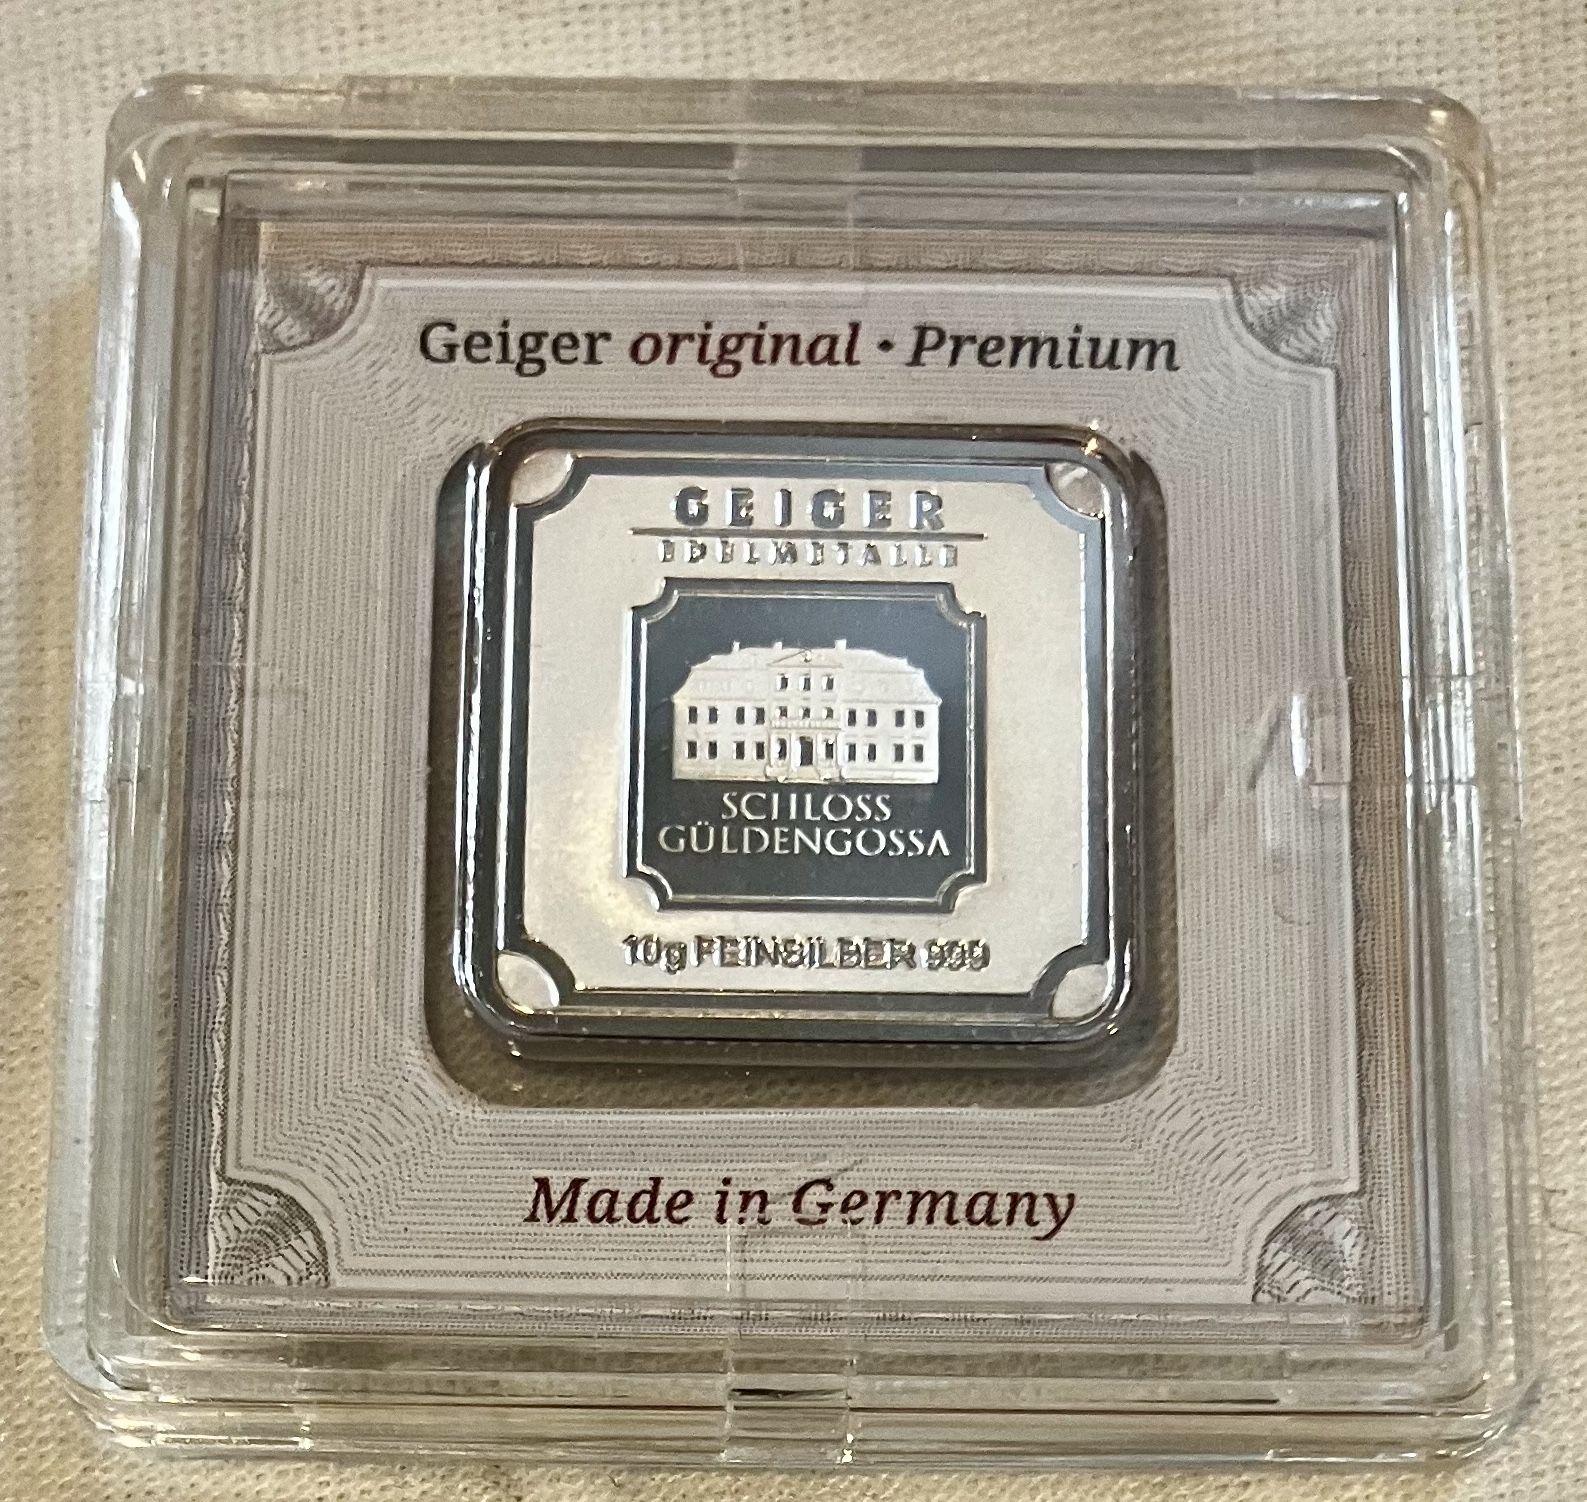 Geiger original • Premium
GEIGER
EDELMETALLE
SCHLOSS
GÜLDENGOSSA
10g FEINSILBER 999
Made in Germany